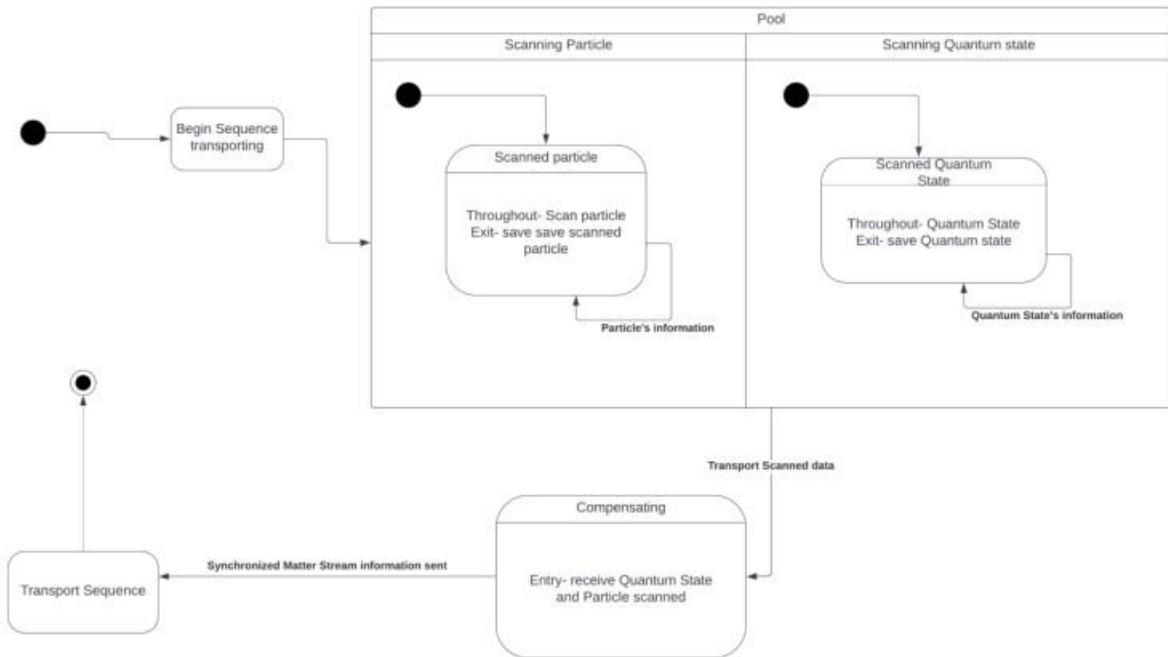 Pool
Scanning Particle
Scanning Quantum state
Begin Sequence
transporting
Scanned particle
Throughout- Scan particle
Exit- save save scanned
particle
Particle's information
Scanned Quantum
State
Throughout- Quantum State
Exit- save Quantum state
Quantum State's information
Transport Scanned data
Compensating
Entry- receive Quantum State
and Particle scanned
Synchronized Matter Stream information sent
Transport Sequence